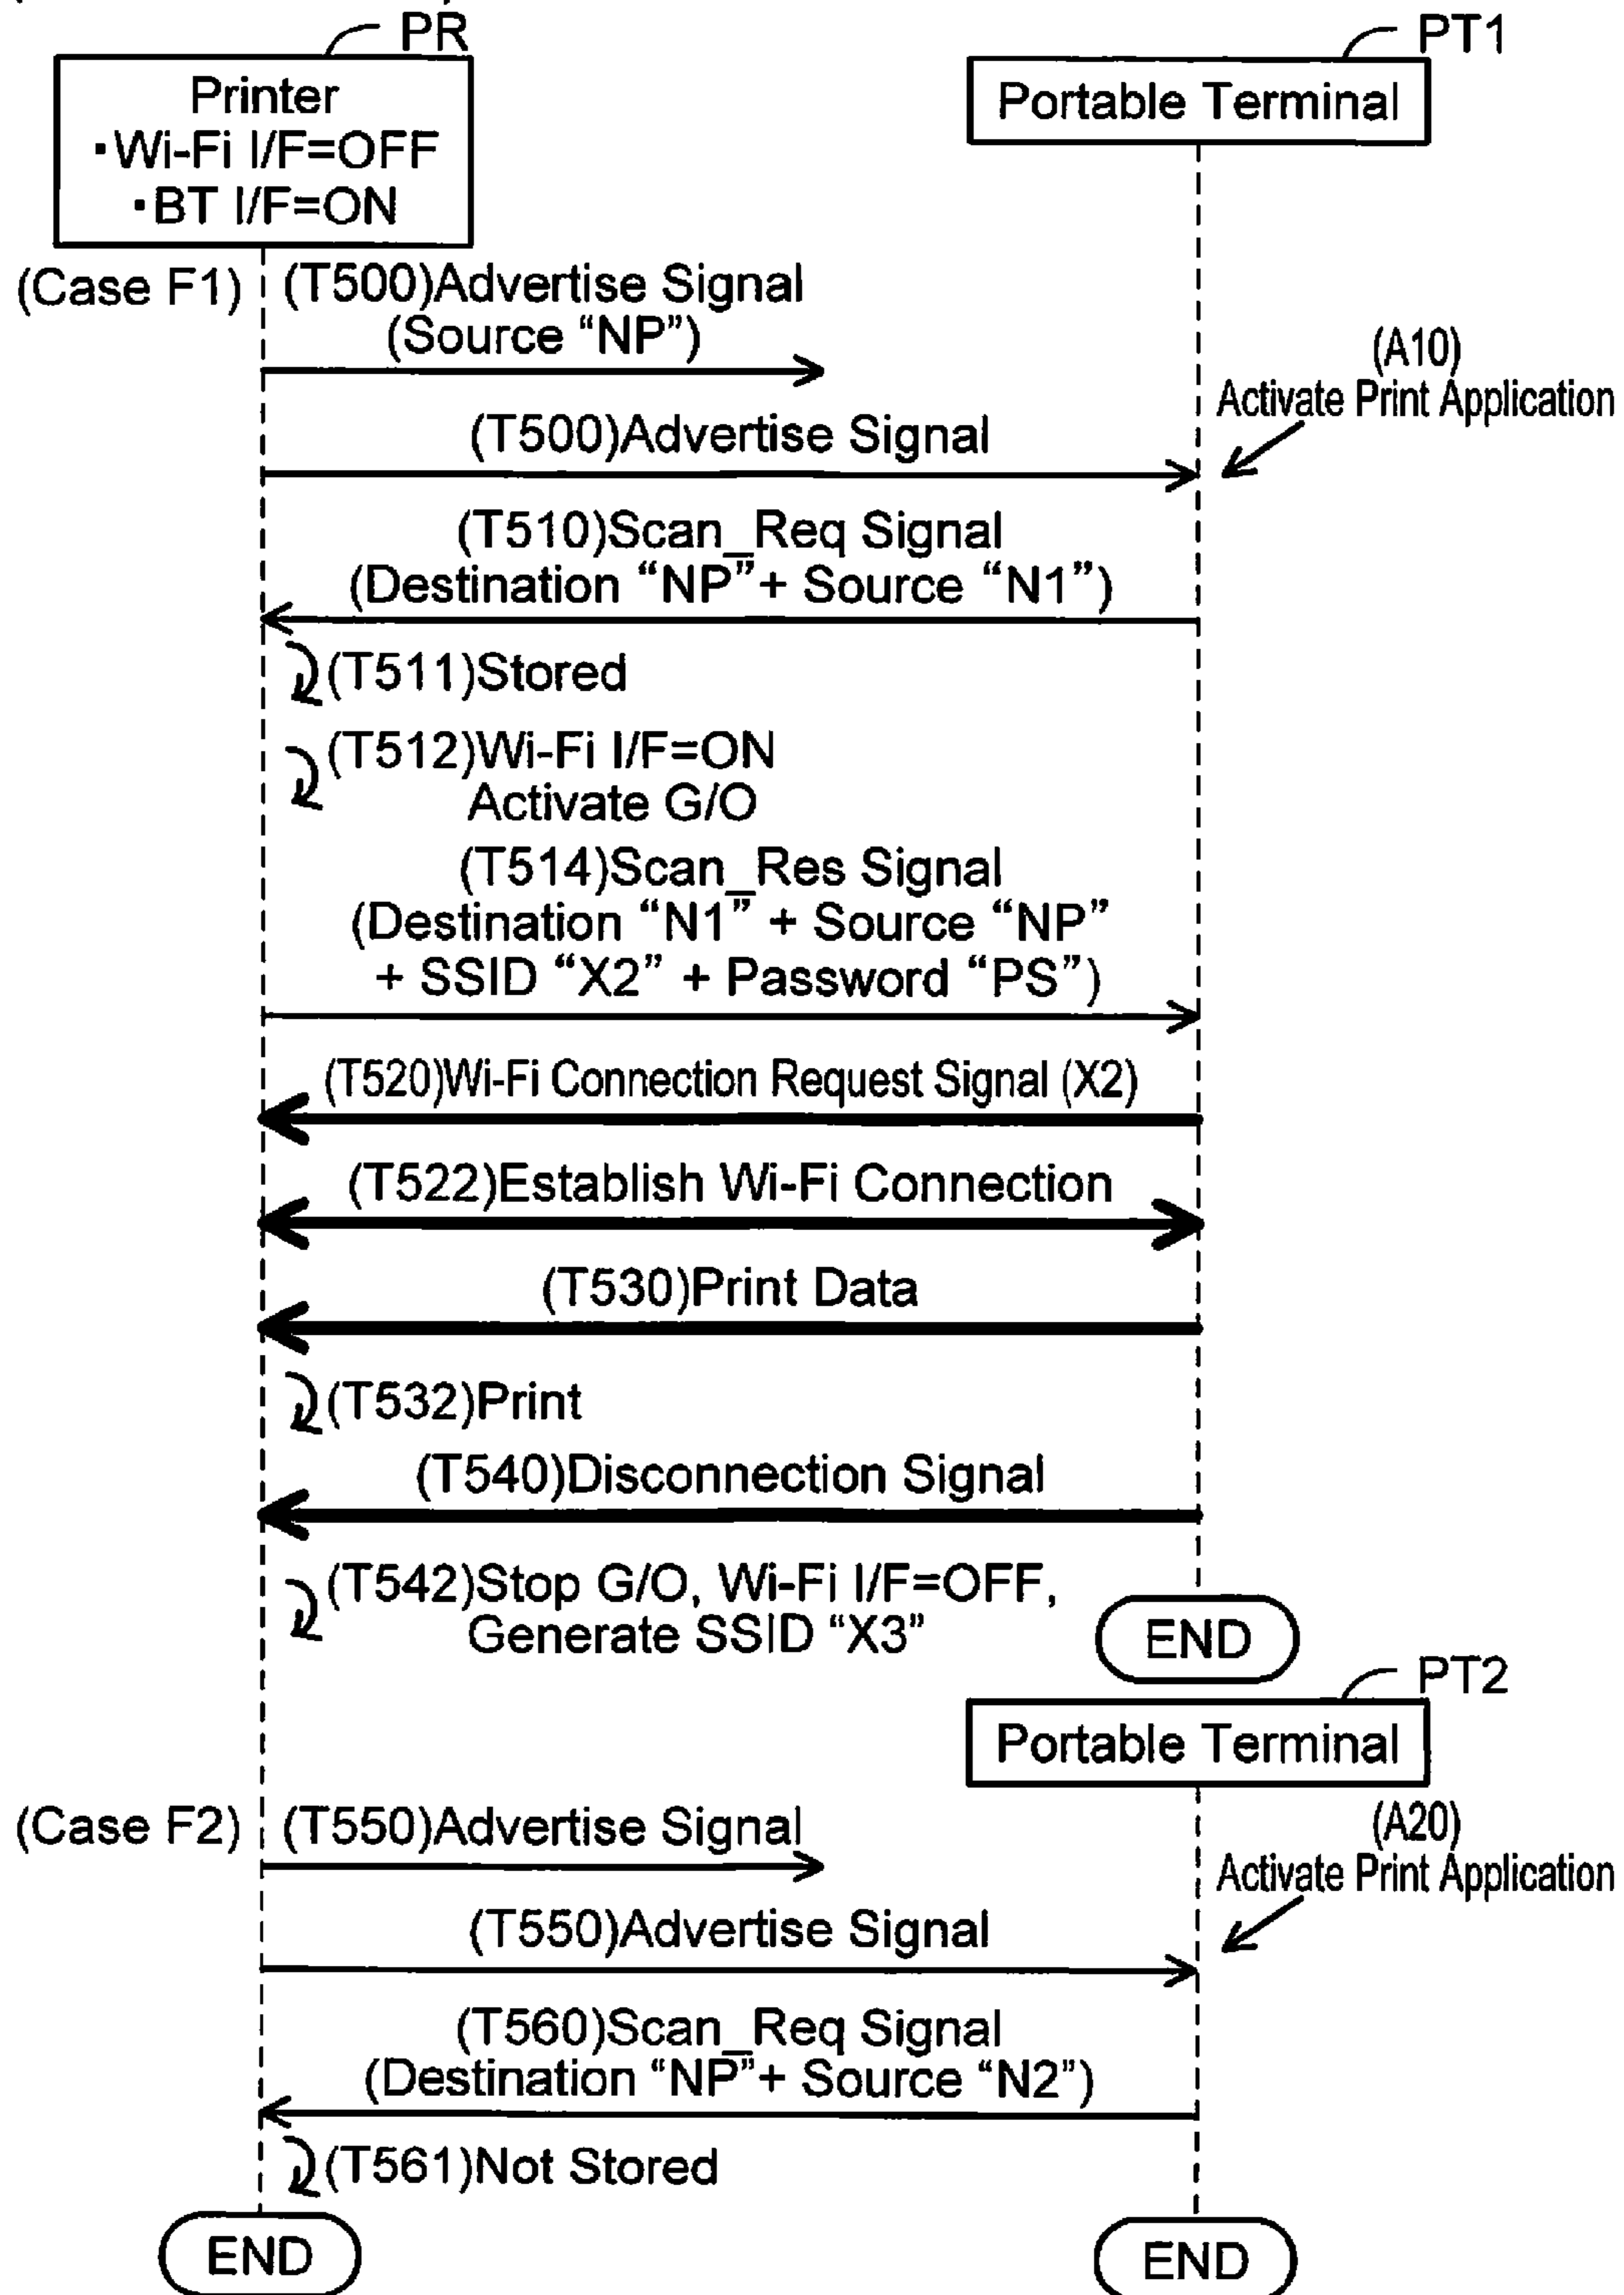 PR
Printer
·Wi-Fi I/F=OFF
·BT I/F=ON
PT1
Portable Terminal
(Case F1)
(T500)Advertise Signal
(Source “NP”)
(A10)
Activate Print Application
(T500)Advertise Signal
(T510)Scan_Req Signal
(Destination “NP”+ Source “N1”)
(T511)Stored
(T512)Wi-Fi I/F=ON
Activate G/O
(T514)Scan_Res Signal
(Destination “N1” + Source “NP”
+ SSID “X2” + Password “PS”)
(T520)Wi-Fi Connection Request Signal (X2)
(T522)Establish Wi-Fi Connection
(T530)Print Data
(T532)Print
(T540)Disconnection Signal
(T542)Stop G/O, Wi-Fi I/F=OFF,
Generate SSID “X3”
END
PT2
Portable Terminal
(Case F2)
(T550)Advertise Signal
(A20)
Activate Print Application
(T550)Advertise Signal
(T560)Scan_Req Signal
(Destination “NP”+ Source “N2”)
(T561)Not Stored
END
END